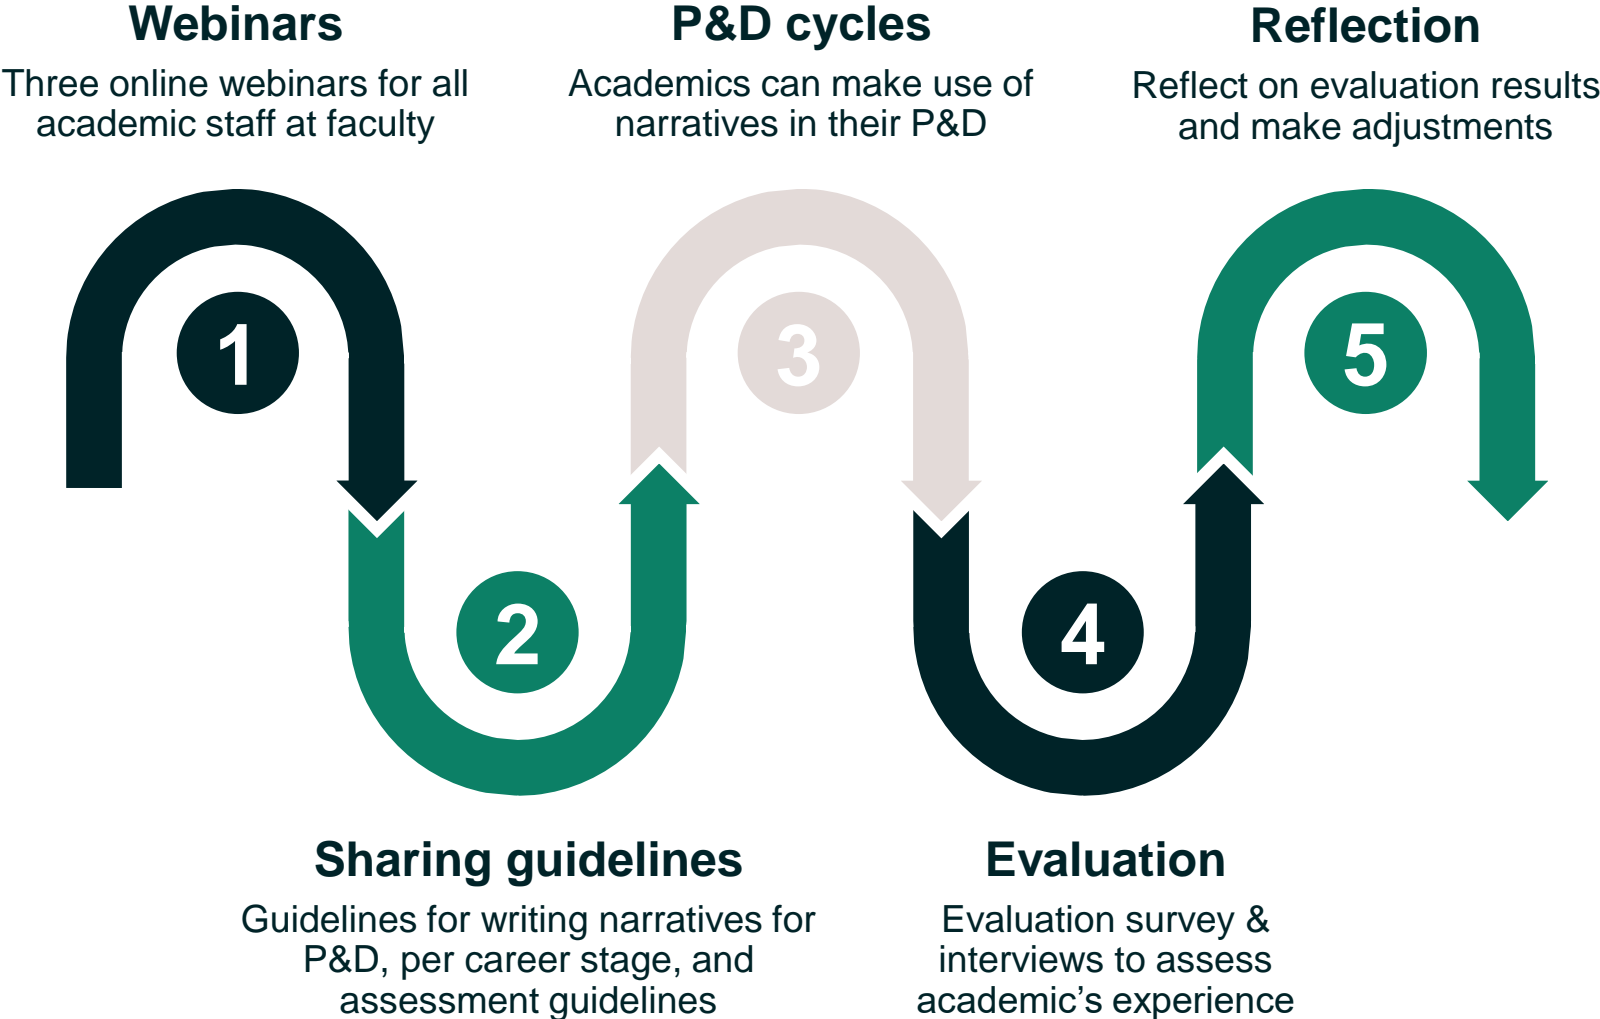 Webinars
Three online webinars for all
academic staff at faculty
P&D cycles
Academics can make use of
narratives in their P&D
Reflection
Reflect on evaluation results
and make adjustments
1
3
5
2
4
Sharing guidelines
Guidelines for writing narratives for
P&D, per career stage, and
assessment guidelines
Evaluation
Evaluation survey &
interviews to assess
academic’s experience